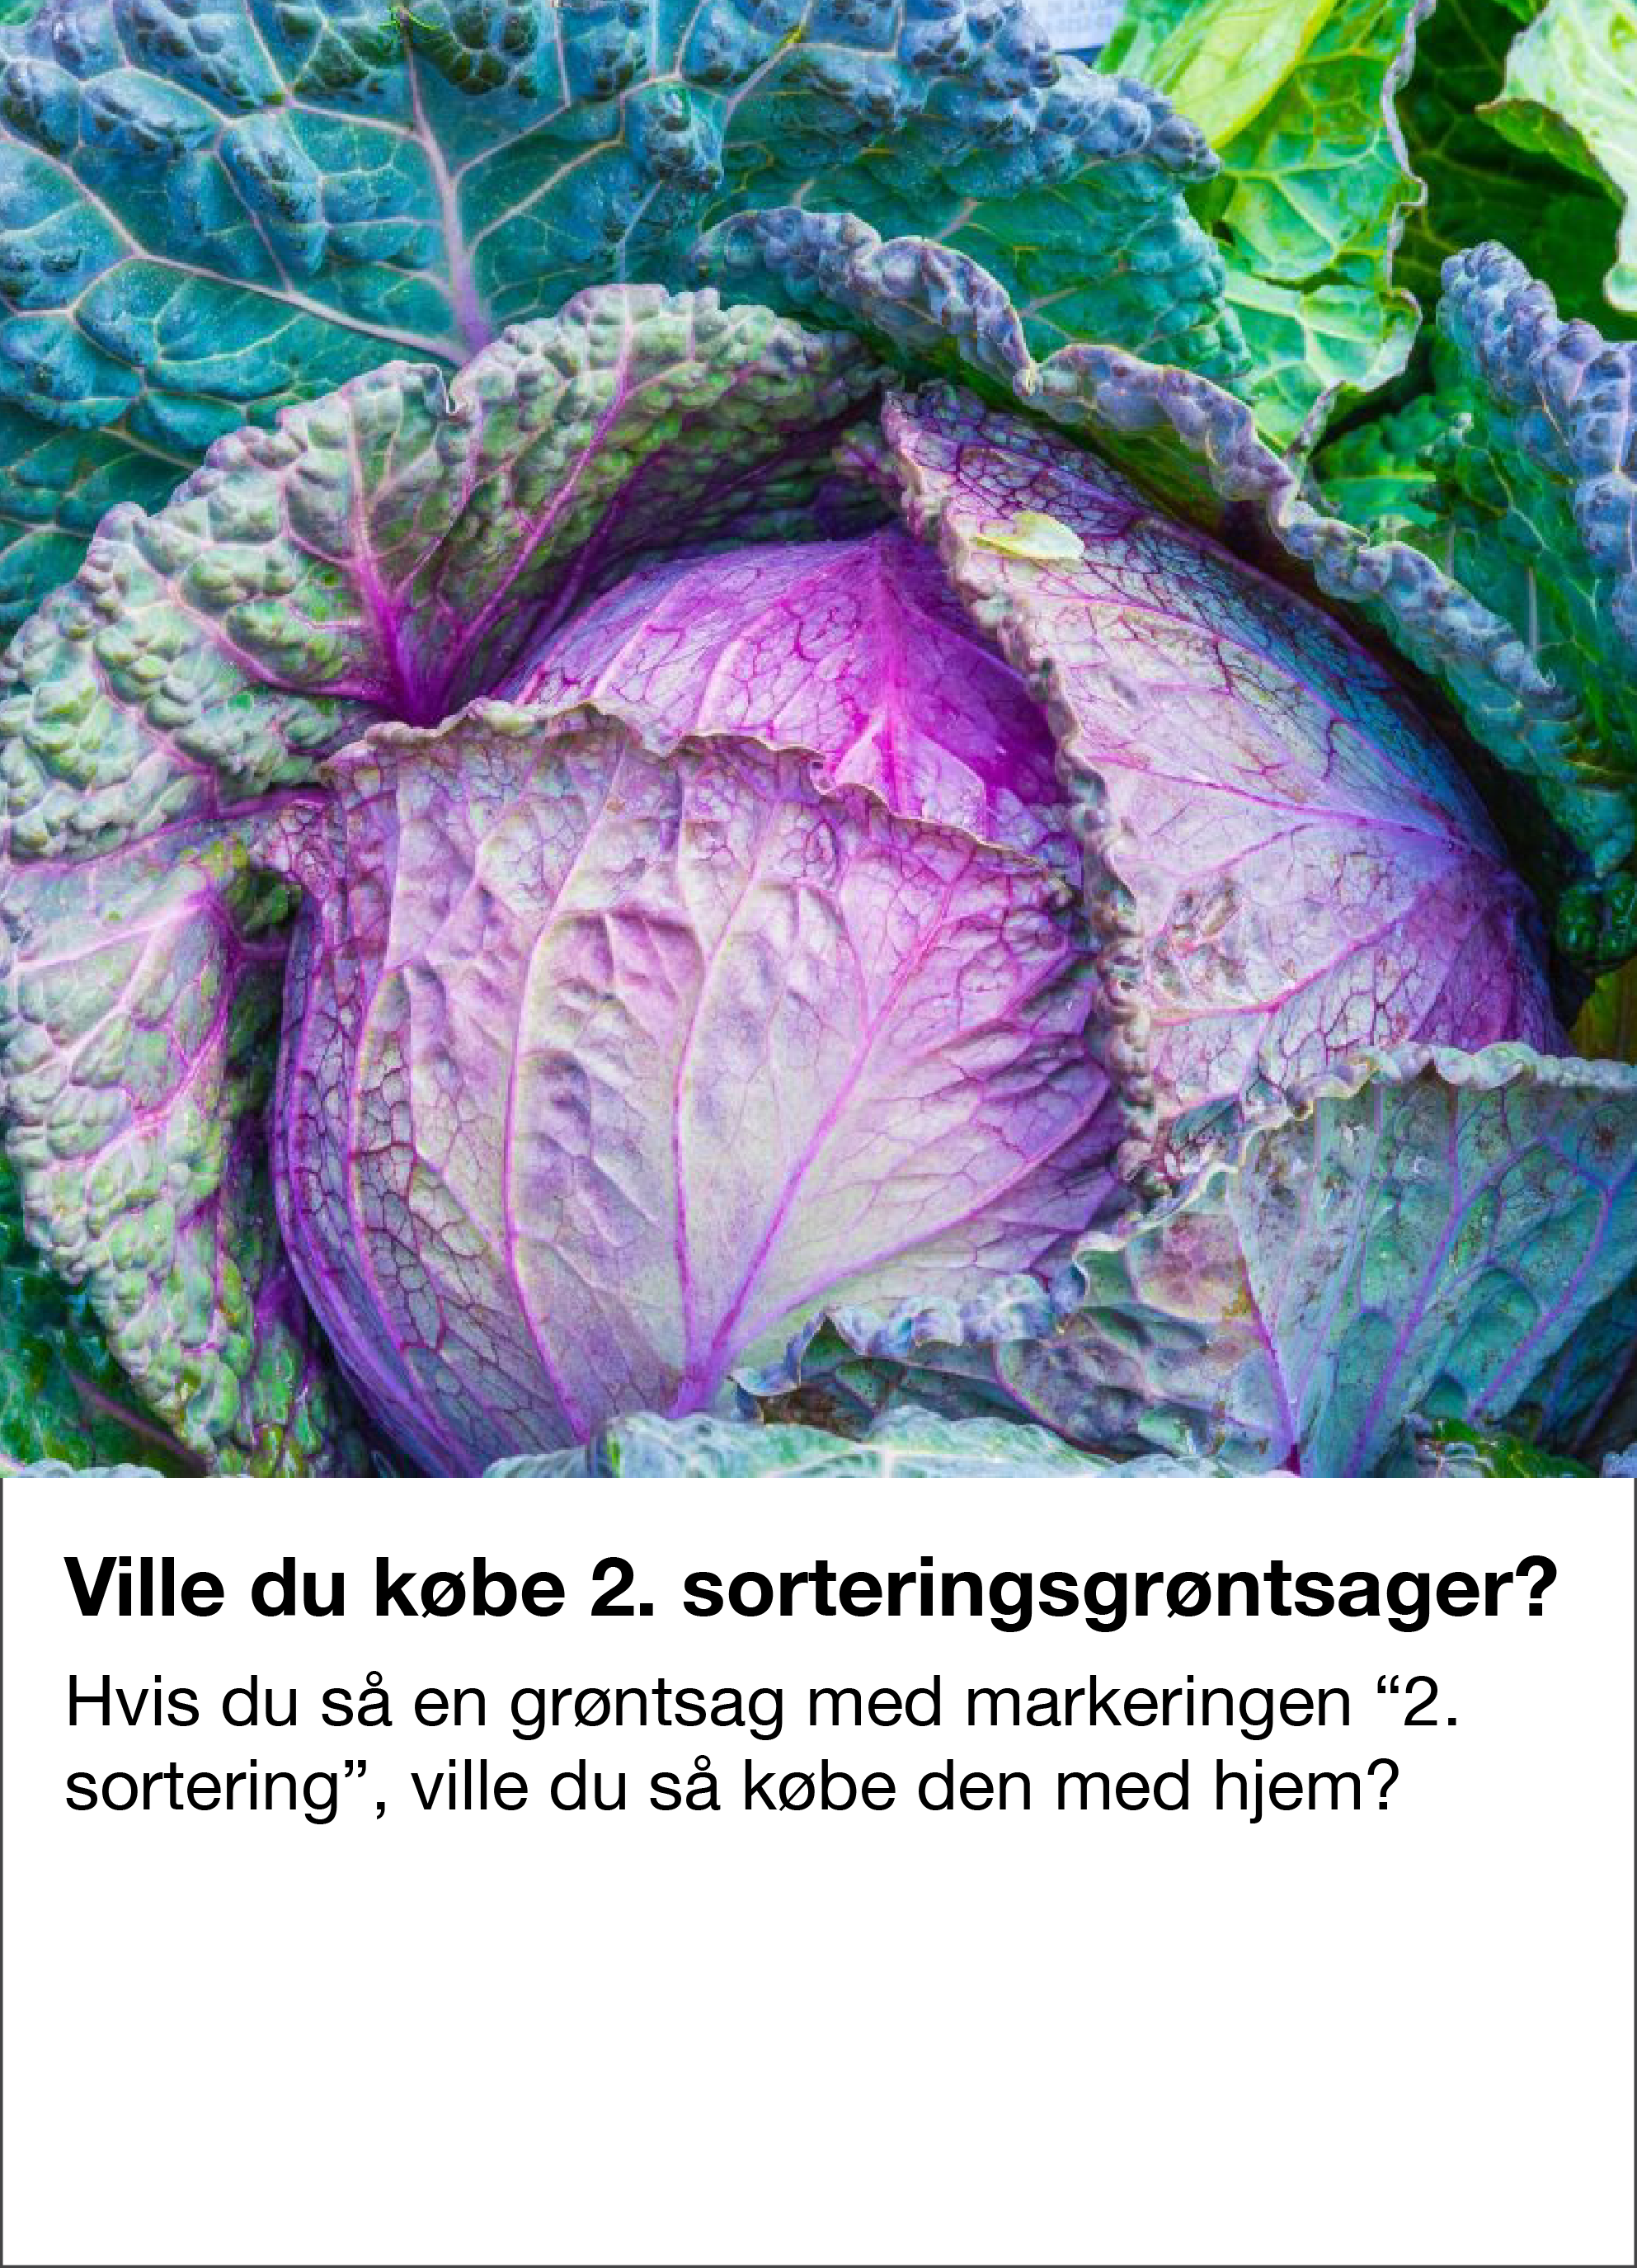 Ville du købe 2. sorteringsgrøntsager?
Hvis du så en grøntsag med markeringen “2.
sortering”, ville du så købe den med hjem?